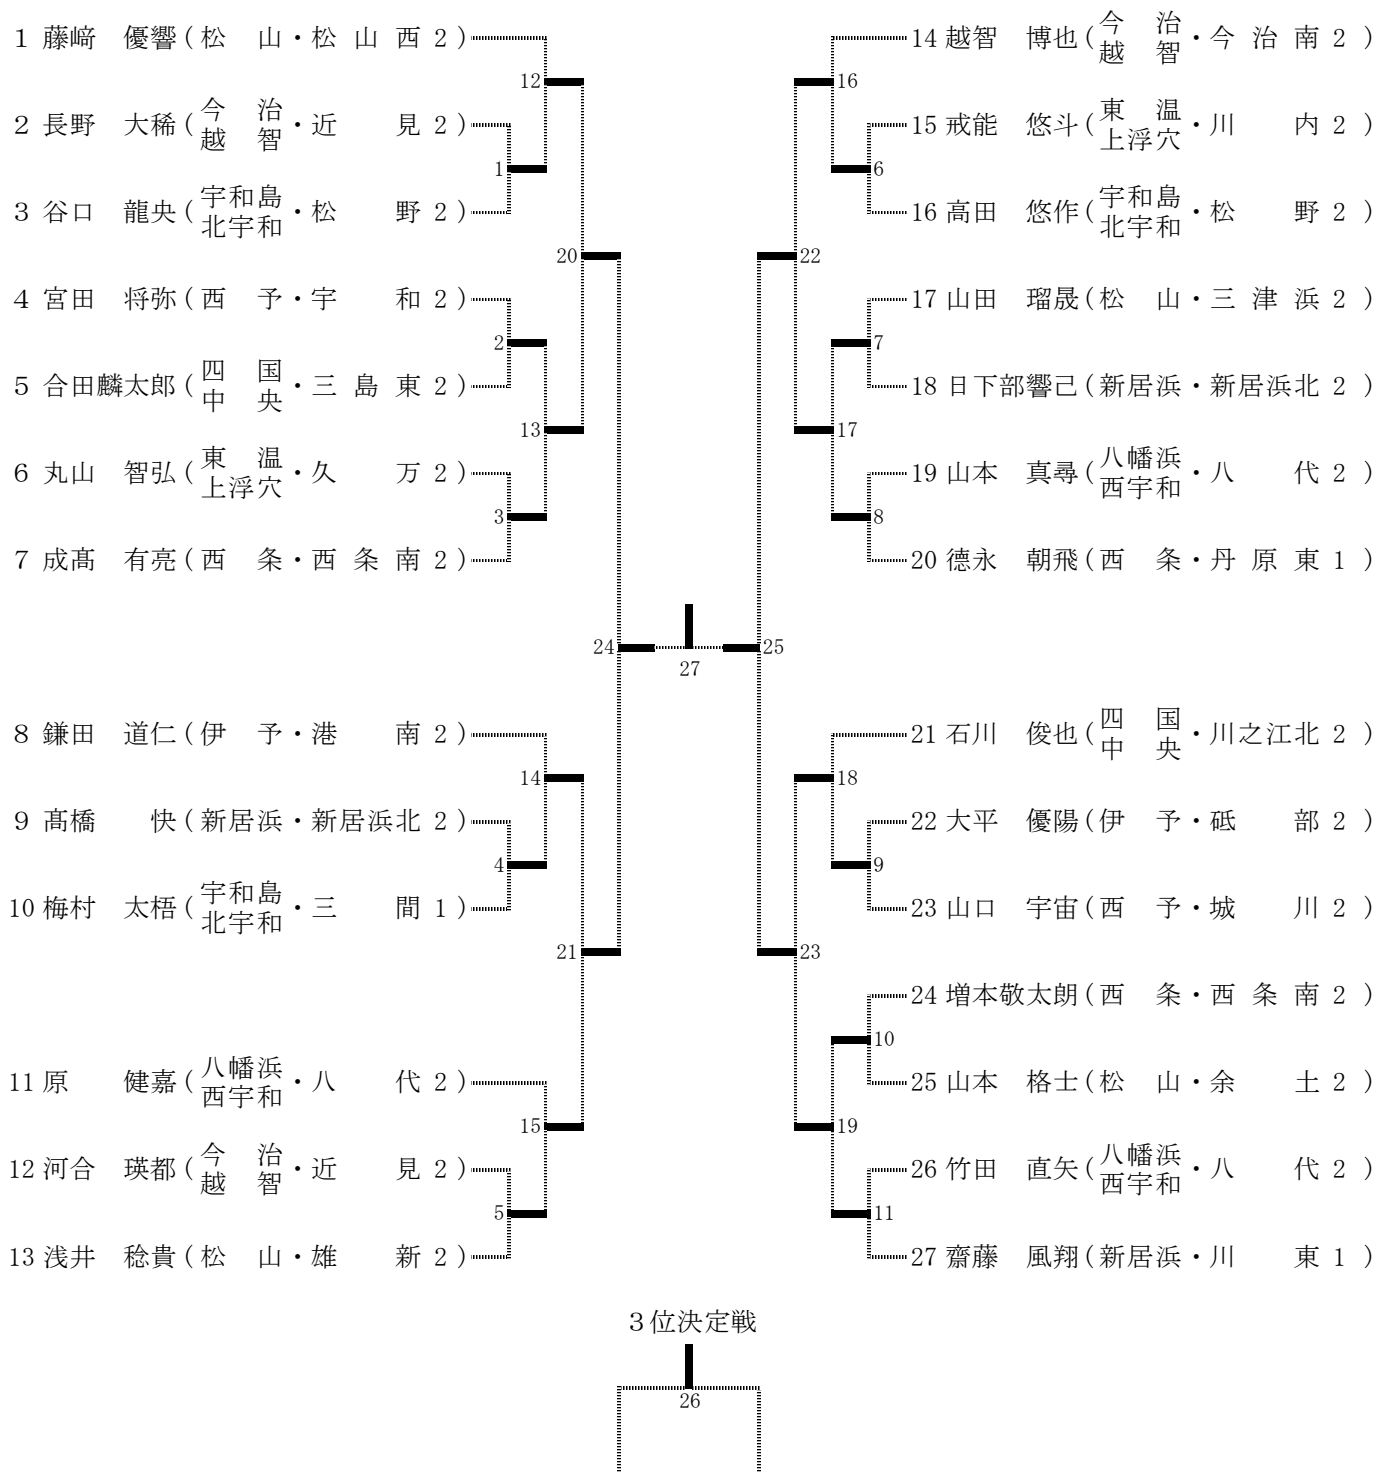 1 藤﨑　優響（松　山・松 山 西 2）
2 長野　大稀（今　治 越　智・近　　見 2）
3 谷口　龍央（宇和島 北宇和・松　　野 2）
4 宮田　将弥（西　予・宇　　和 2）
5 合田麟太郎（四　国 中　央・三 島 東 2）
6 丸山　智弘（東　温 上浮穴・久　　万 2）
7 成髙　有亮（西　条・西 条 南 2）
8 鎌田　道仁（伊　予・港　　南 2）
9 髙橋　　快（新居浜・新居浜北 2）
10 梅村　太梧（宇和島 北宇和・三　　間 1）
11 原　　健嘉（八幡浜 西宇和・八　　代 2）
12 河合　瑛都（今　治 越　智・近　　見 2）
13 浅井　稔貴（松　山・雄　　新 2）
12
1
20
2
13
3
24
14
4
21
15
5
27
14 越智　博也（今　治 越　智・今 治 南 2）
15 戒能　悠斗（東　温 上浮穴・川　　内 2）
16 高田　悠作（宇和島 北宇和・松　　野 2）
17 山田　瑠晟（松　山・三 津 浜 2）
18 日下部響己（新居浜・新居浜北 2）
19 山本　真尋（八幡浜 西宇和・八　　代 2）
20 德永　朝飛（西　条・丹 原 東 1）
21 石川　俊也（四　国 中　央・川之江北 2）
22 大平　優陽（伊　予・砥　　部 2）
23 山口　宇宙（西　予・城　　川 2）
24 増本敬太朗（西　条・西 条 南 2）
25 山本　格士（松　山・余　　土 2）
26 竹田　直矢（八幡浜 西宇和・八　　代 2）
27 齋藤　風翔（新居浜・川　　東 1）
16
6
22
7
17
8
25
18
9
23
10
19
11
３位決定戦
26